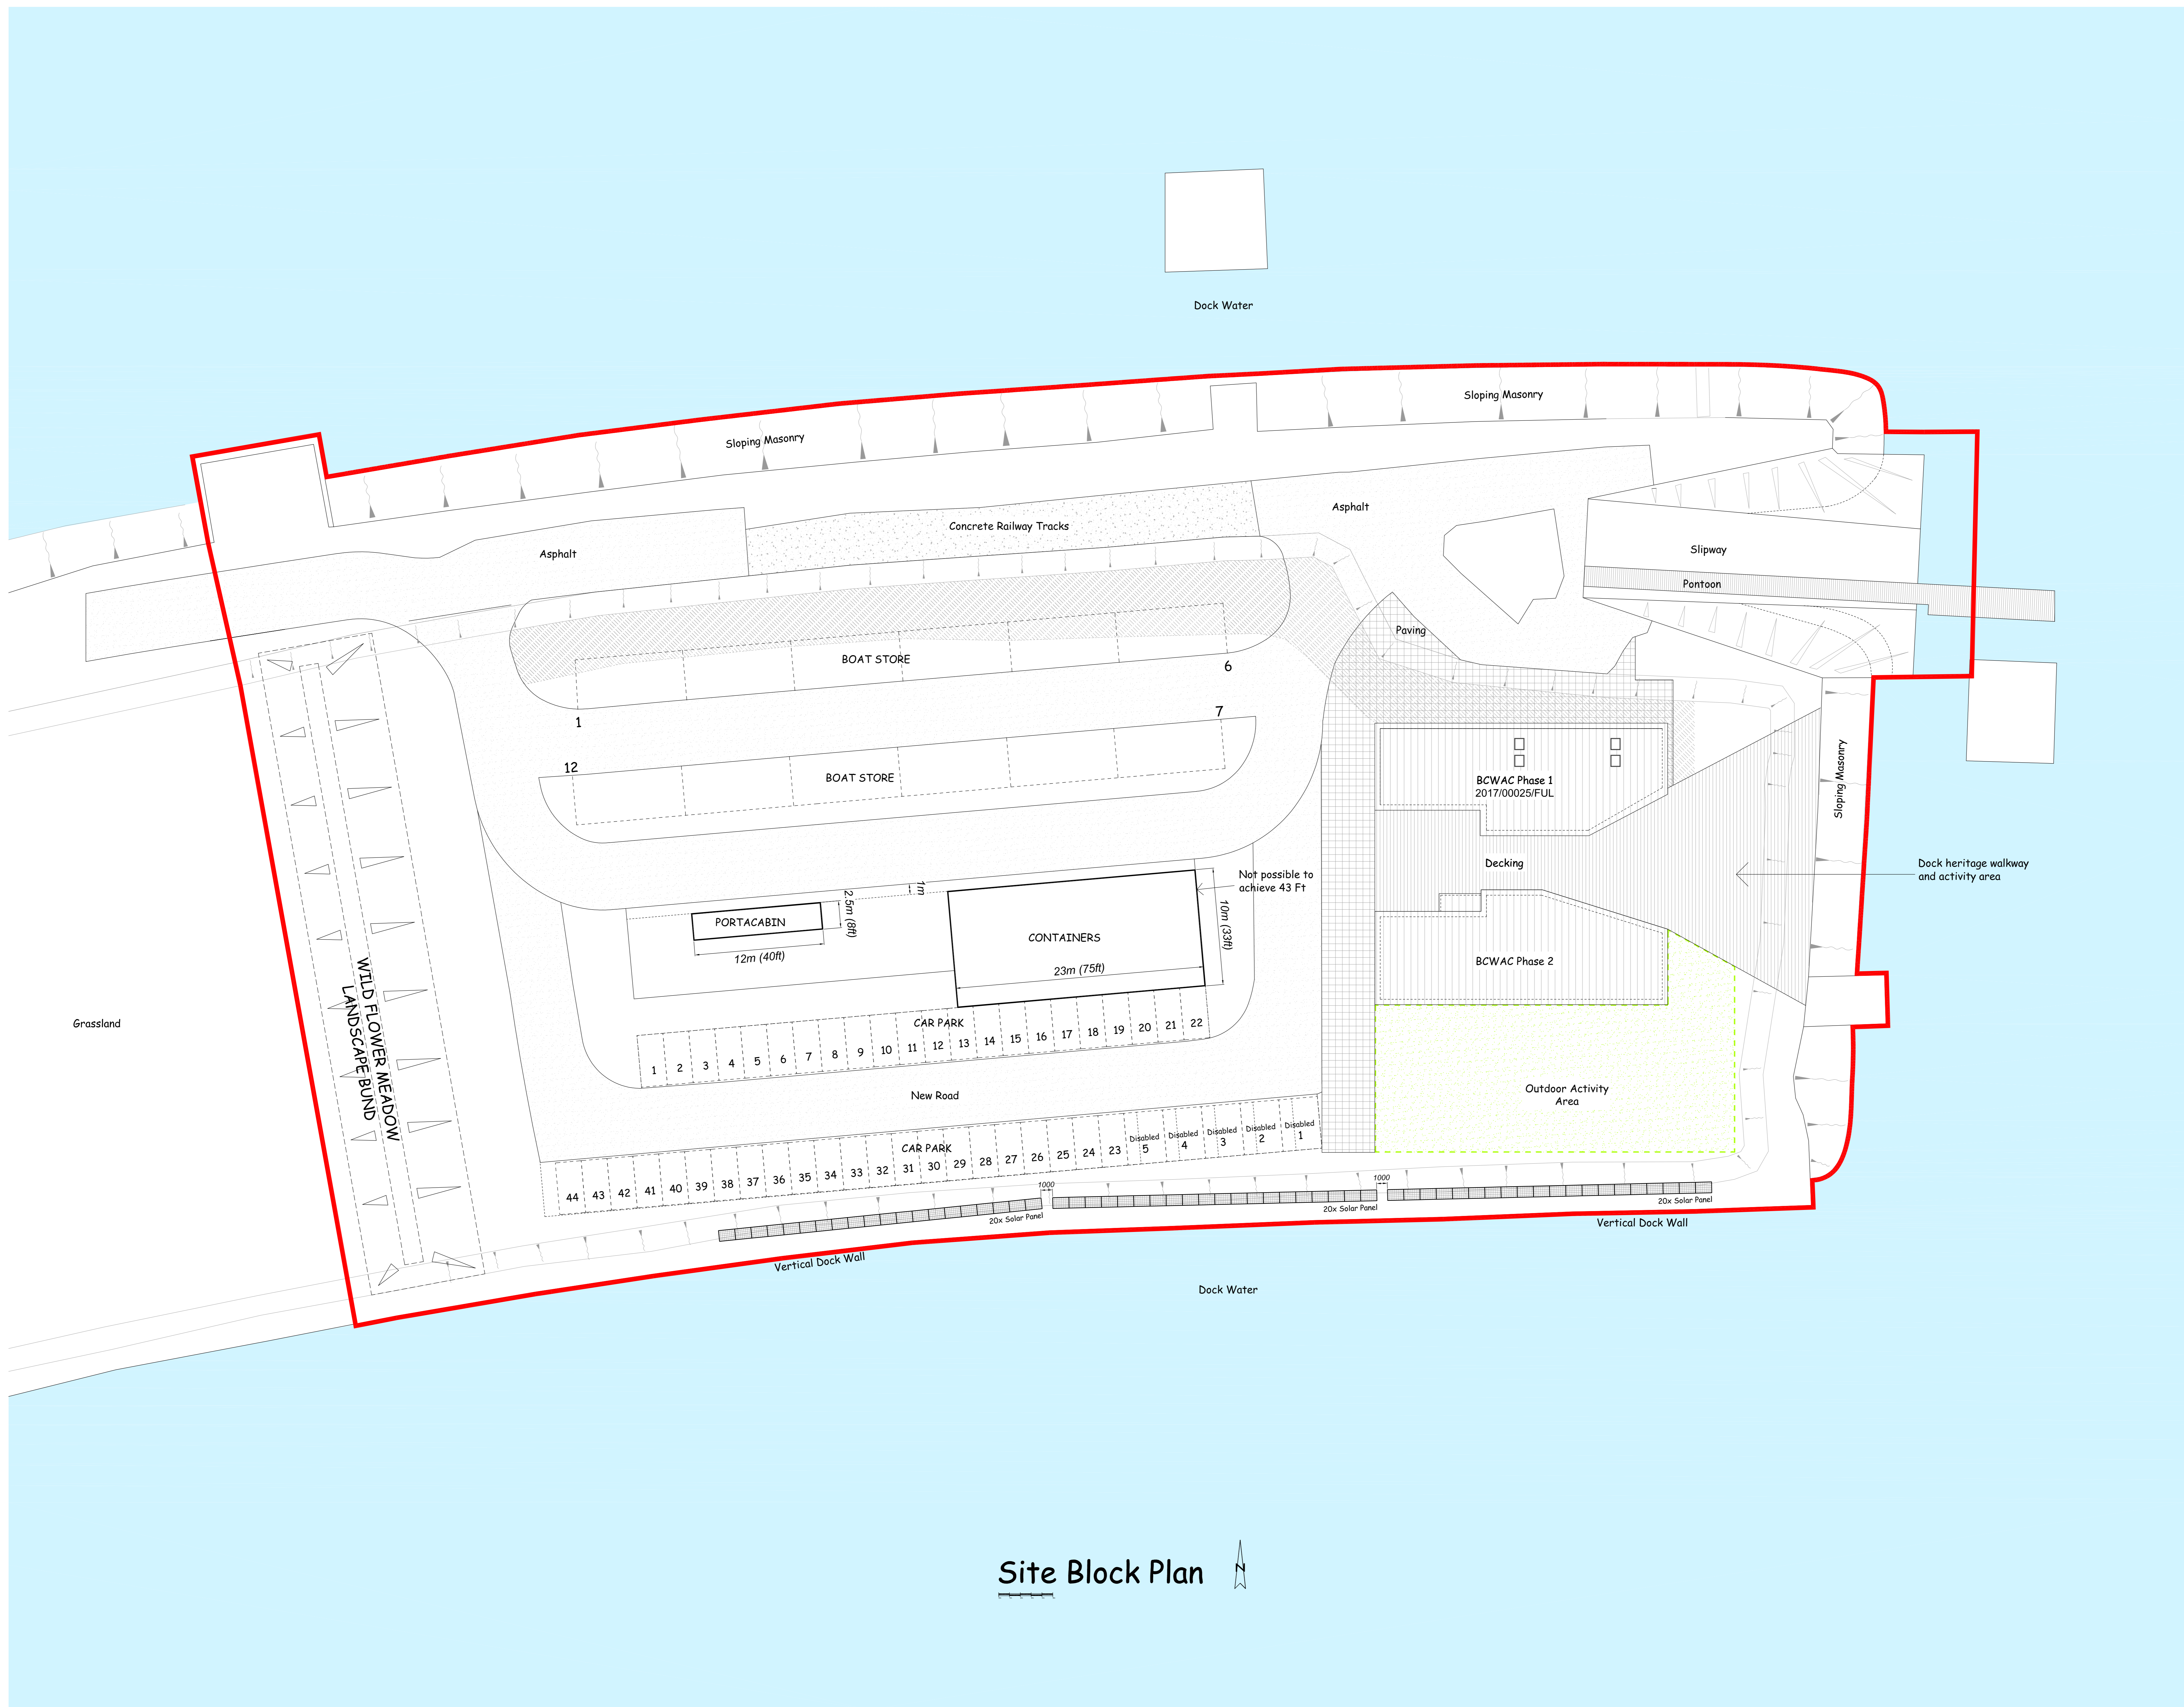 Dock Water
Sloping Masonry
Sloping Masonry
Asphalt
Concrete Railway Tracks
Asphalt
Slipway
Pontoon
Paving
BOAT STORE
6
1
7
12
BOAT STORE
BCWAC Phase 1
2017/00025/FUL
Sloping Masonry
Decking
Dock heritage walkway
and activity area
Not possible to
achieve 43 Ft
1m
2.5m (8ft)
PORTACABIN
12m (40ft)
CONTAINERS
10m (33ft)
23m (75ft)
BCWAC Phase 2
Grassland
WILD FLOWER MEADOW
LANDSCAPE BUND
CAR PARK
1 2 3 4 5 6 7 8 9 10 11 12 13 14 15 16 17 18 19 20 21 22
New Road
Outdoor Activity
Area
CAR PARK
44 43 42 41 40 39 38 37 36 35 34 33 32 31 30 29 28 27 26 25 24 23
Disabled
5
Disabled
4
Disabled
3
Disabled
2
Disabled
1
1000
1000
20x Solar Panel
20x Solar Panel
20x Solar Panel
Vertical Dock Wall
Vertical Dock Wall
Dock Water
Site Block Plan
N